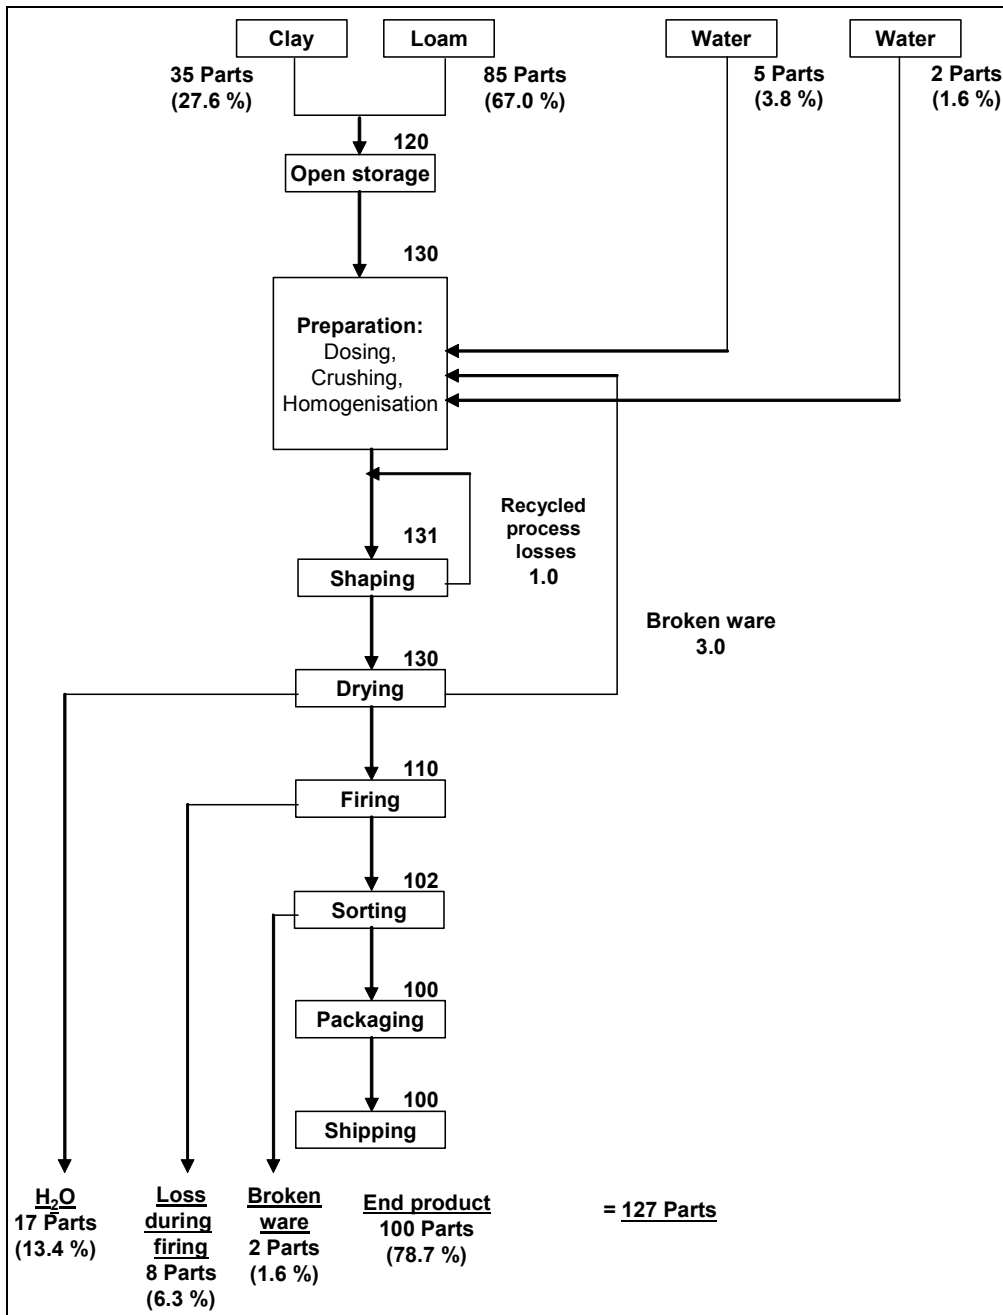 Clay
Loam
Water
Water
35 Parts
(27.6 %)
85 Parts
(67.0 %)
5 Parts
(3.8 %)
2 Parts
(1.6 %)
120
Open storage
130
Preparation:
Dosing,
Crushing,
Homogenisation
Recycled
process
losses
1.0
131
Shaping
Broken ware
3.0
130
Drying
110
Firing
102
Sorting
100
Packaging
100
Shipping
H₂O
17 Parts
(13.4 %)
Loss
during
firing
8 Parts
(6.3 %)
Broken
ware
2 Parts
(1.6 %)
End product
100 Parts
(78.7 %)
= 127 Parts